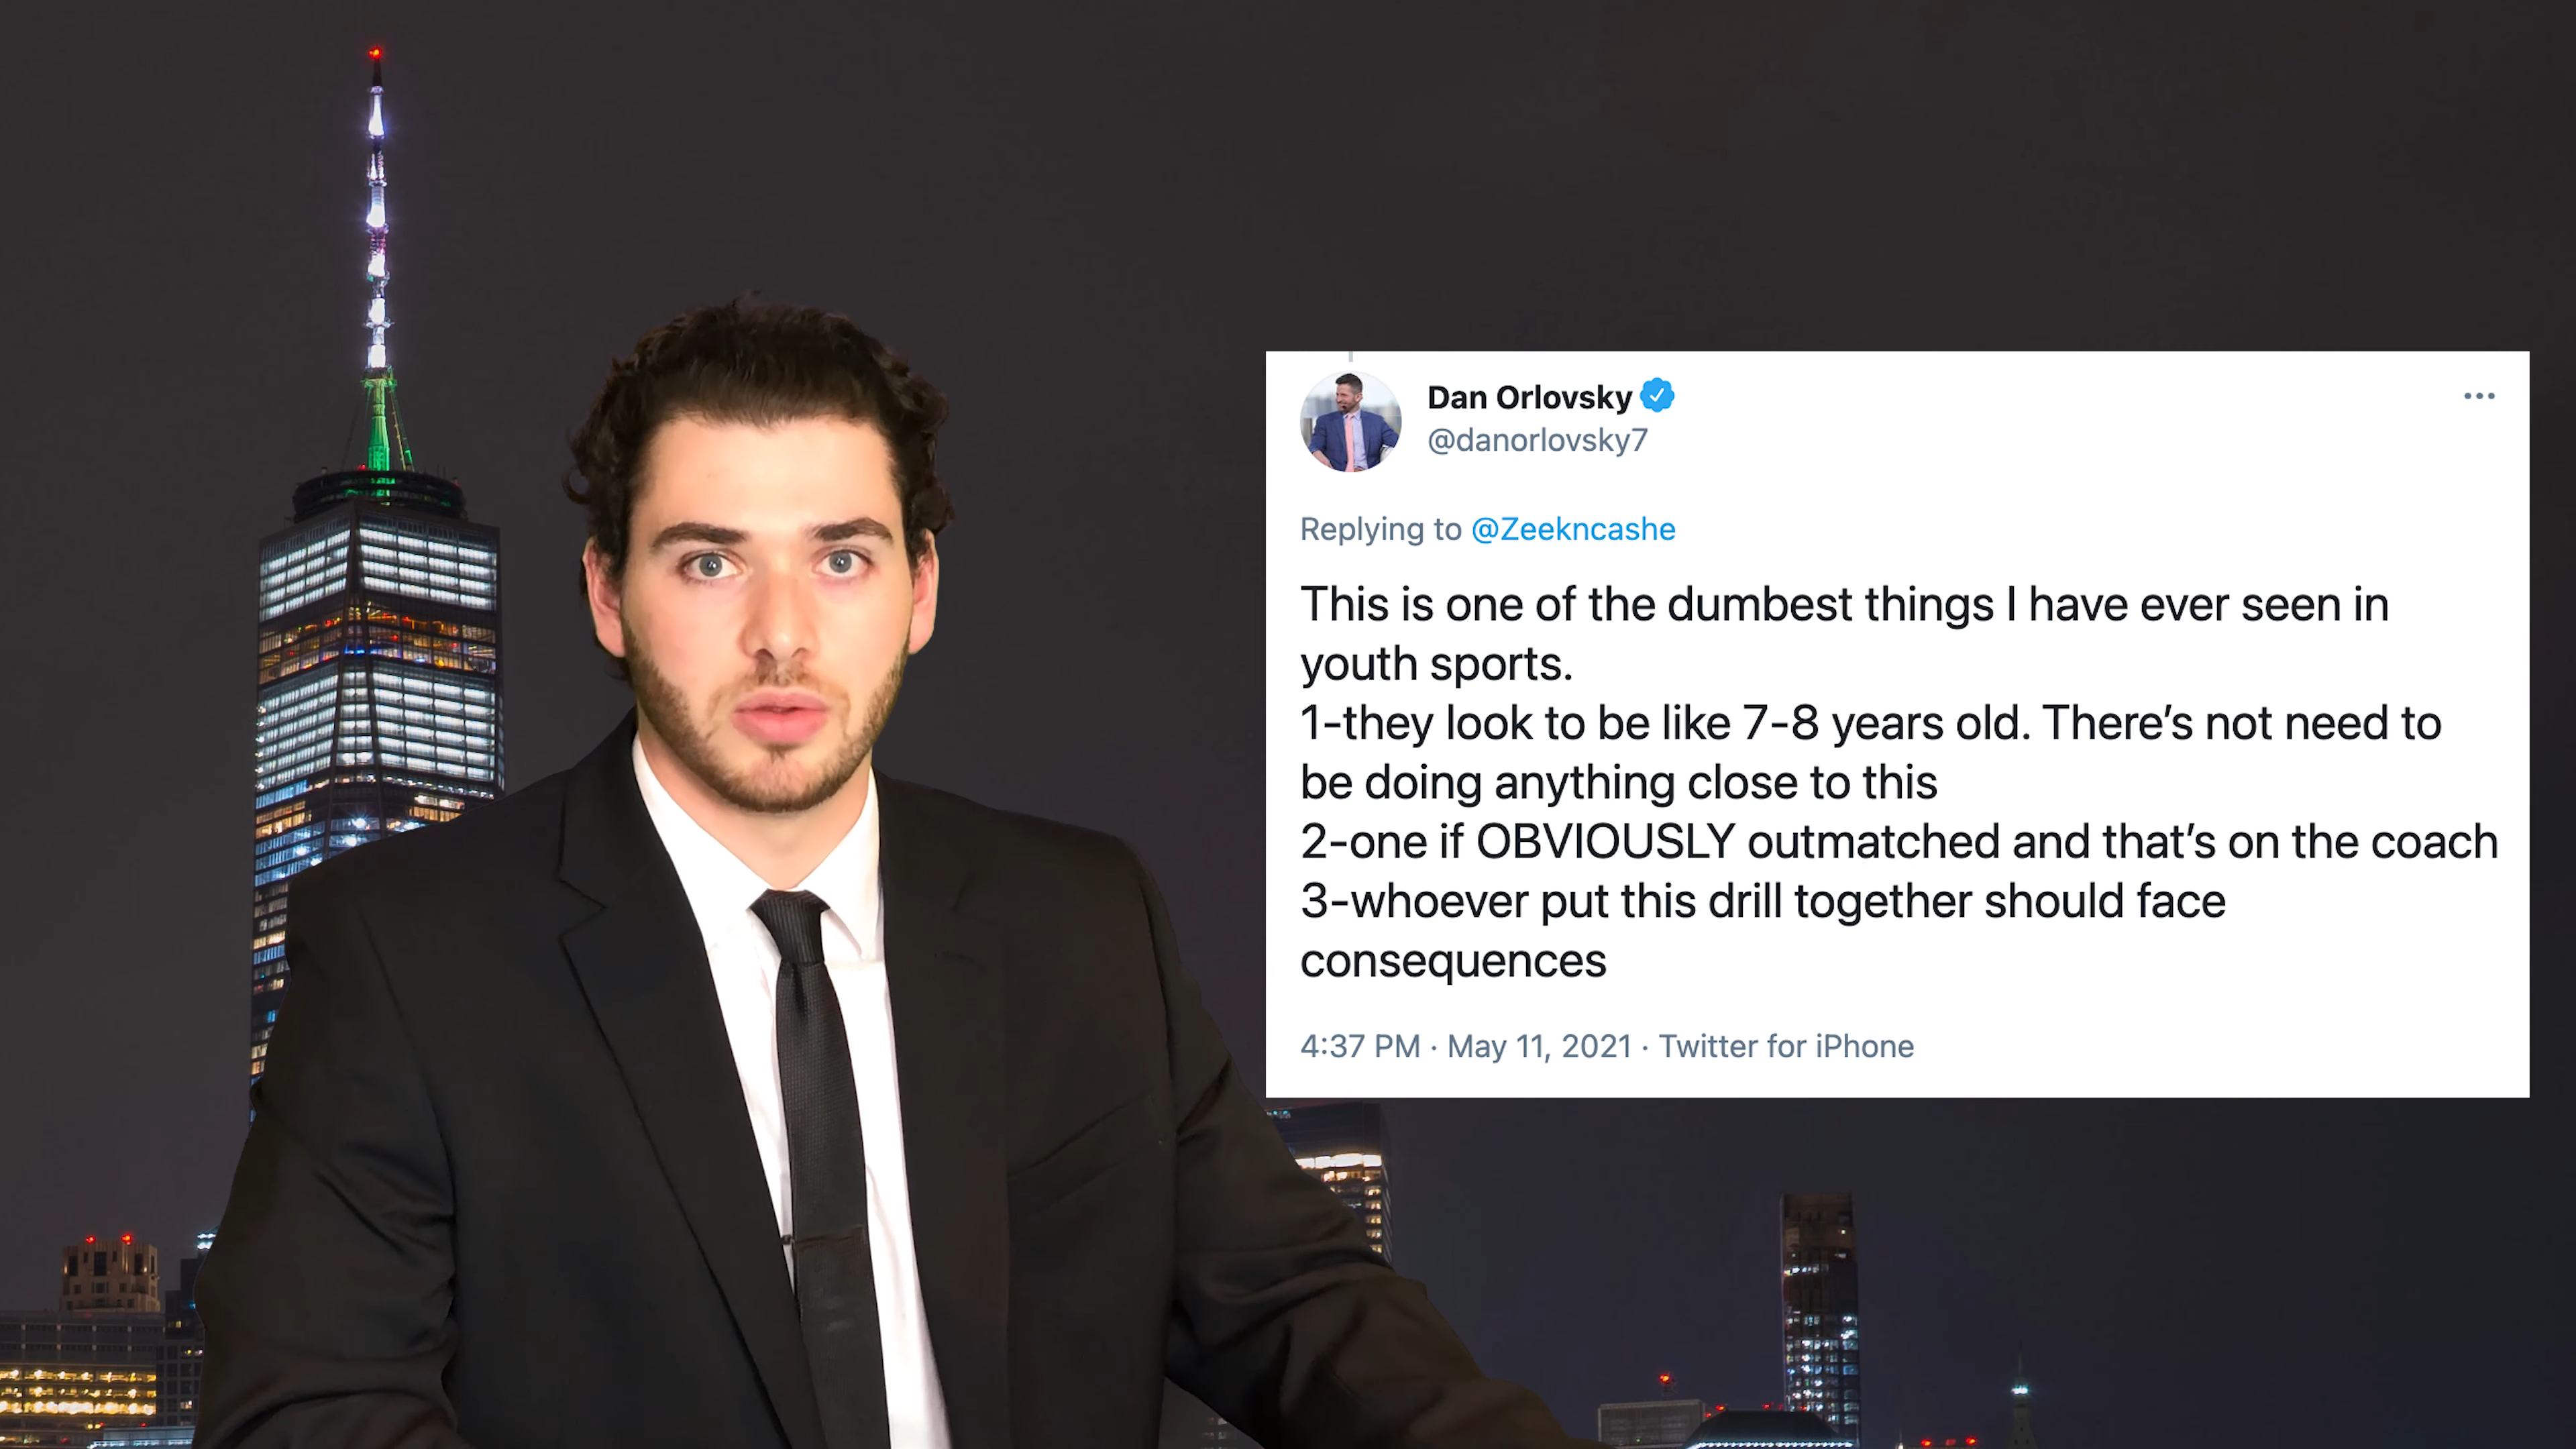 Dan Orlovsky
@danorlovsky7
Replying to @Zeekncashe
This is one of the dumbest things I have ever seen in
youth sports.
1-they look to be like 7-8 years old. There's not need to
be doing anything close to this
2-one if OBVIOUSLY outmatched and that's on the coach
3-whoever put this drill together should face
consequences
4:37 PM · May 11, 2021 · Twitter for iPhone